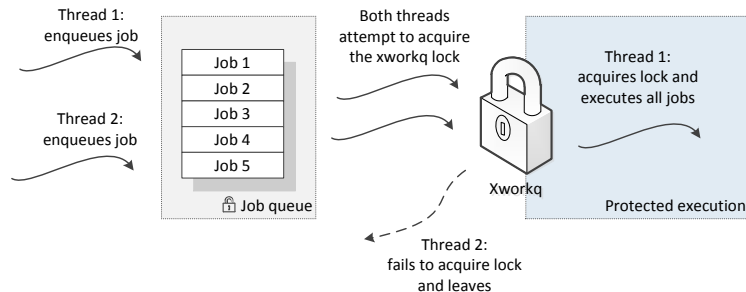 Thread 1:
enqueues job
Thread 2:
enqueues job
Job 1
Job 2
Job 3
Job 4
Job 5
Job queue
Both threads
attempt to acquire
the xworkq lock
Xworkq
Thread 1:
acquires lock and
executes all jobs
Protected execution
Thread 2:
fails to acquire lock
and leaves